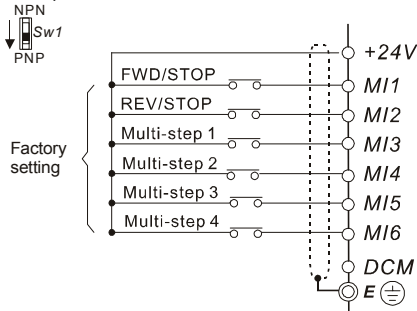 NPN
Sw1
PNP
+24V
FWD/STOP MI1
REV/STOP MI2
Multi-step 1 MI3
Multi-step 2 MI4
Multi-step 3 MI5
Multi-step 4 MI6
Factory
setting
DCM
E